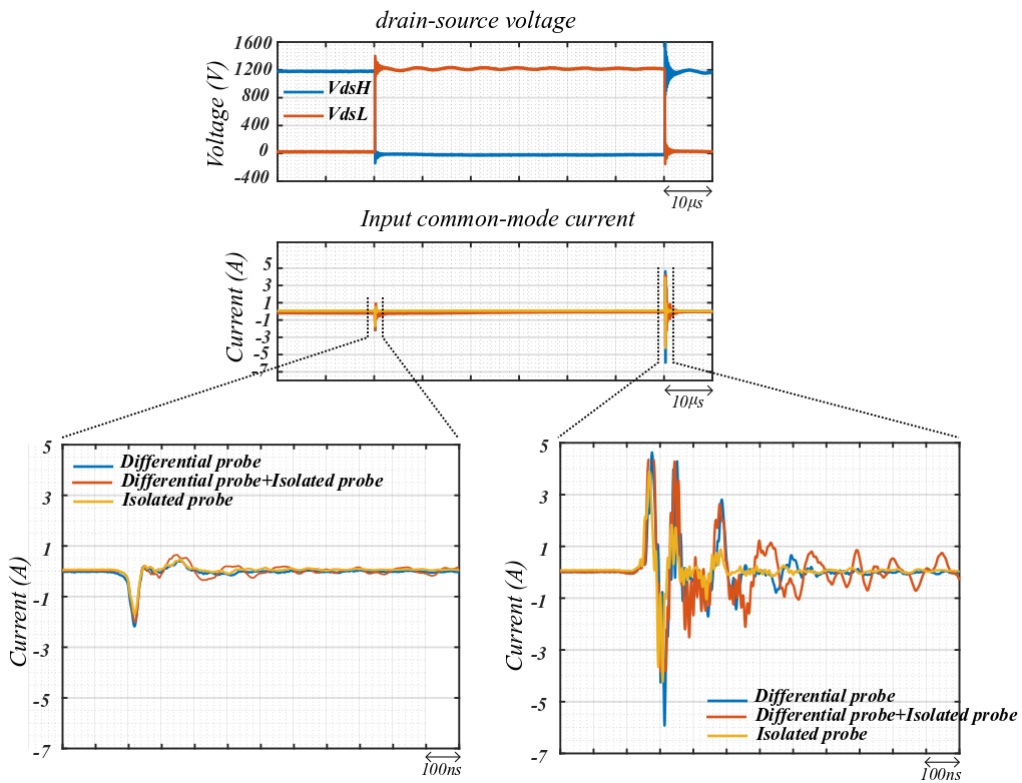 drain-source voltage
Voltage (V)
1600
1200
800
400
0
-400
VdsH
VdsL
10μs
Input common-mode current
Current (A)
5
3
1
-1
-3
-5
-7
10μs
Current (A)
5
3
1
-1
-3
-5
-7
Differential probe
Differential probe+Isolated probe
Isolated probe
100ns
Current (A)
5
3
1
-1
-3
-5
-7
Differential probe
Differential probe+Isolated probe
Isolated probe
100ns